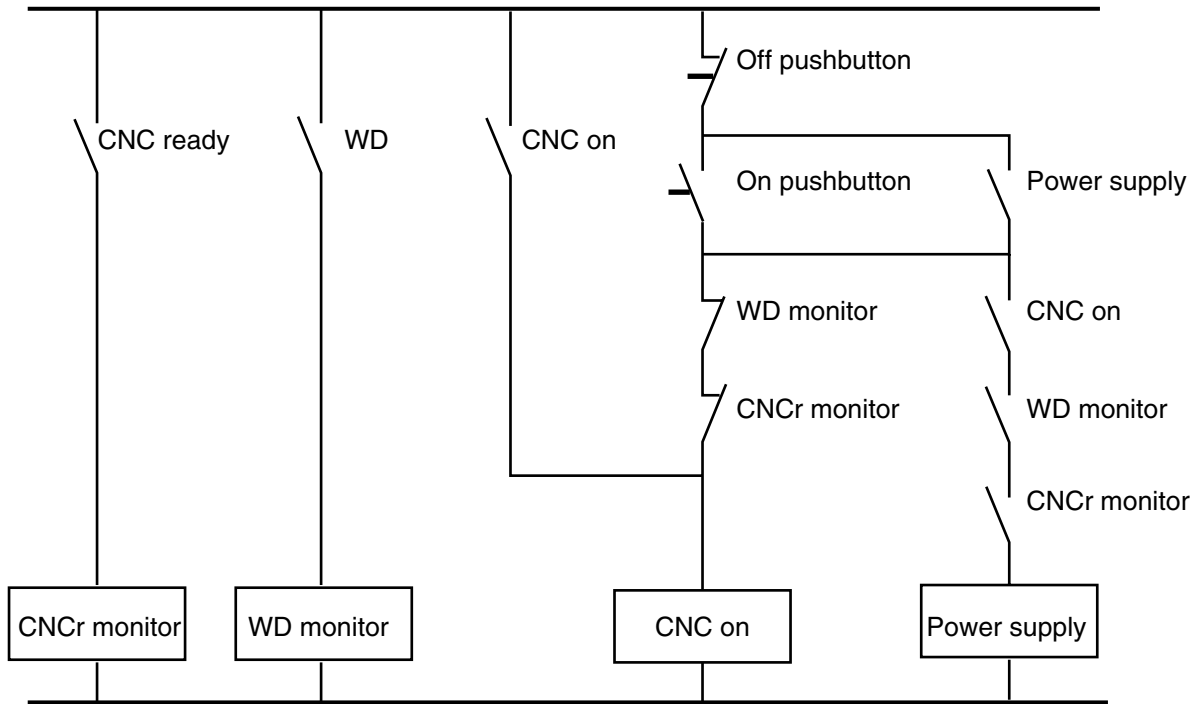 Off pushbutton
CNC ready
WD
CNC on
On pushbutton
Power supply
WD monitor
CNC on
CNCr monitor
WD monitor
CNCr monitor
CNCr monitor
WD monitor
CNC on
Power supply